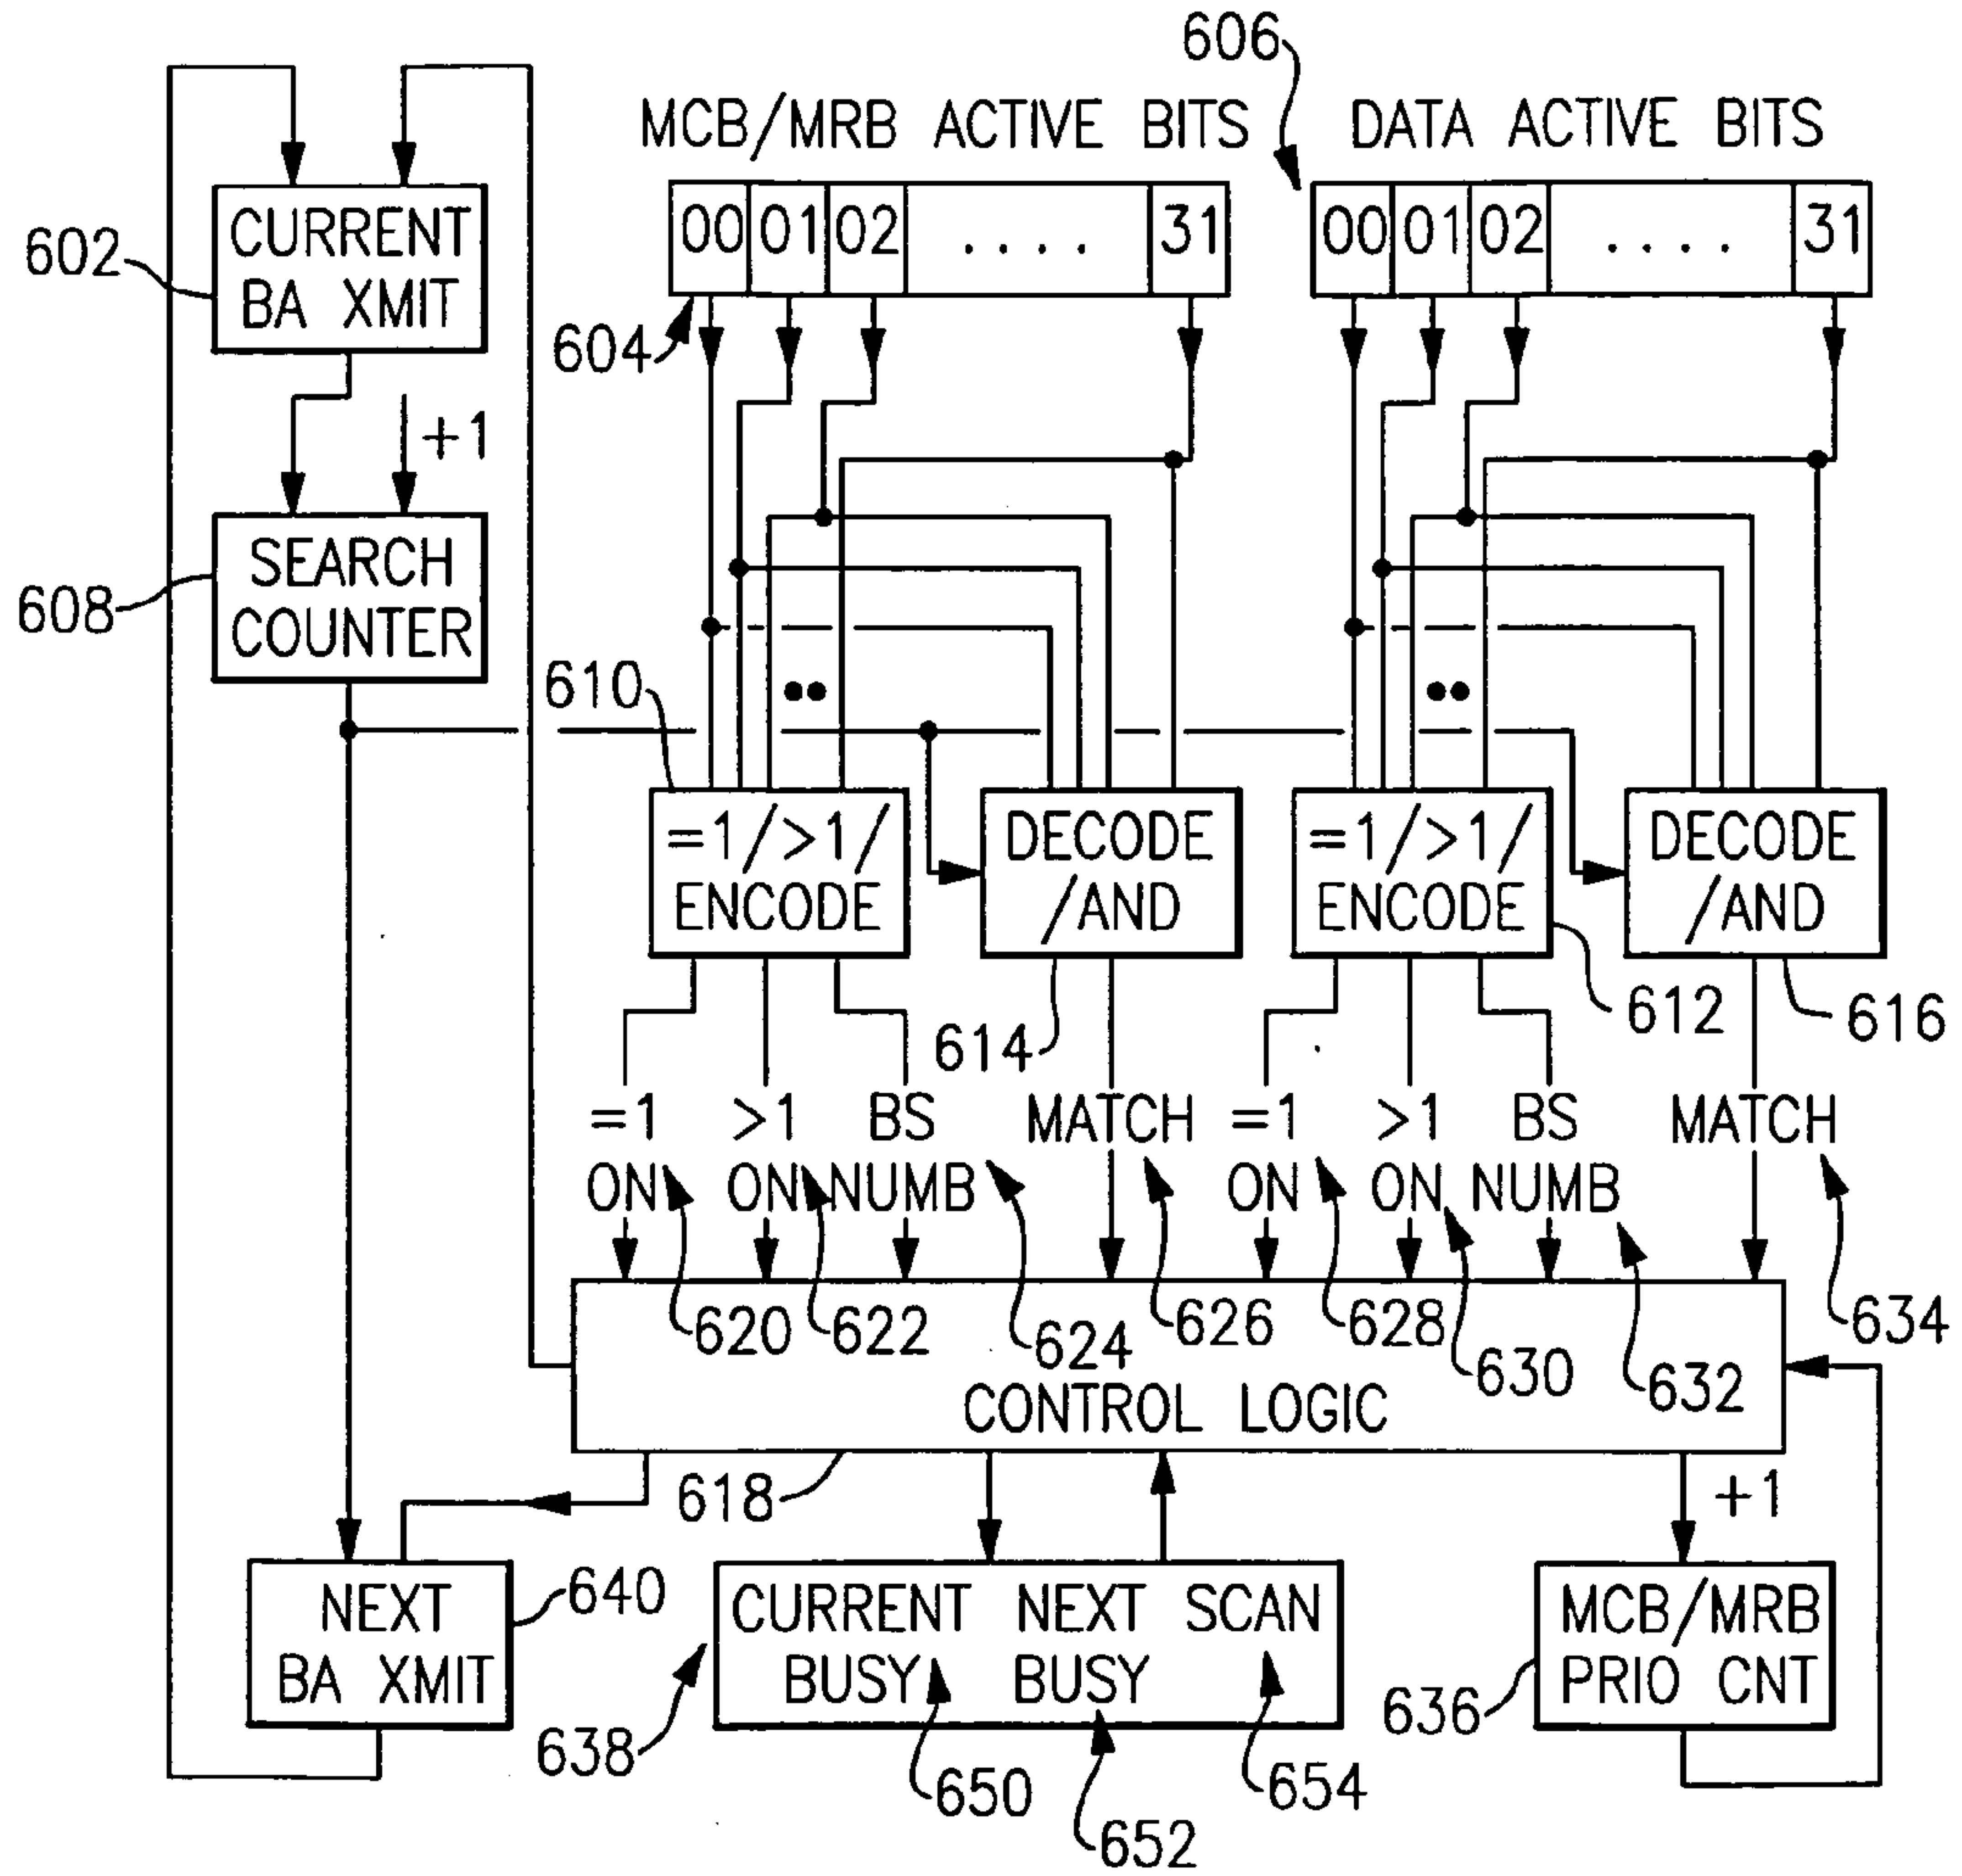 606
MCB/MRB ACTIVE BITS
DATA ACTIVE BITS
00 01 02 .... 31
00 01 02 .... 31
CURRENT
BA XMIT
602
604
+1
SEARCH
COUNTER
608
610
=1/>1/
ENCODE
DECODE
/AND
=1/>1/
ENCODE
DECODE
/AND
612
616
614
=1
ON
>1
ON
BS
NUMB
MATCH
=1
ON
>1
ON
BS
NUMB
MATCH
620
622
624
626
628
630
632
634
CONTROL LOGIC
618
+1
NEXT
BA XMIT
640
CURRENT
BUSY
NEXT
BUSY
SCAN
MCB/MRB
PRIO CNT
636
638
650
652
654